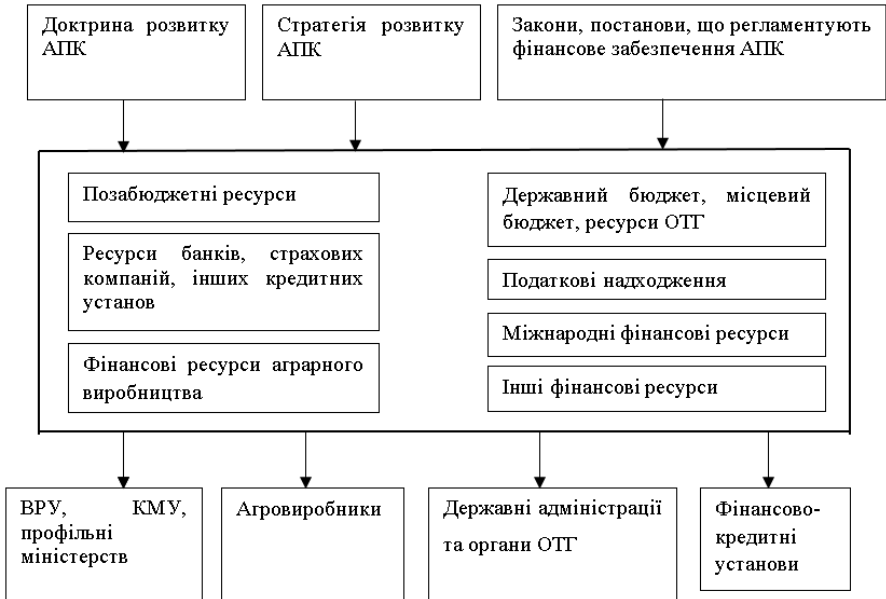 Доктрина розвитку
АПК
Стратегія розвитку
АПК
Закони, постанови, що регламентують
фінансове забезпечення АПК
Позабюджетні ресурси
Ресурси банків, страхових
компаній, інших кредитних
установ
Фінансові ресурси аграрного
виробництва
Державний бюджет, місцевий
бюджет, ресурси ОТГ
Податкові надходження
Міжнародні фінансові ресурси
Інші фінансові ресурси
ВРУ, КМУ,
профільні
міністерств
Агровиробники
Державні адміністрації
та органи ОТГ
Фінансово-
кредитні
установи